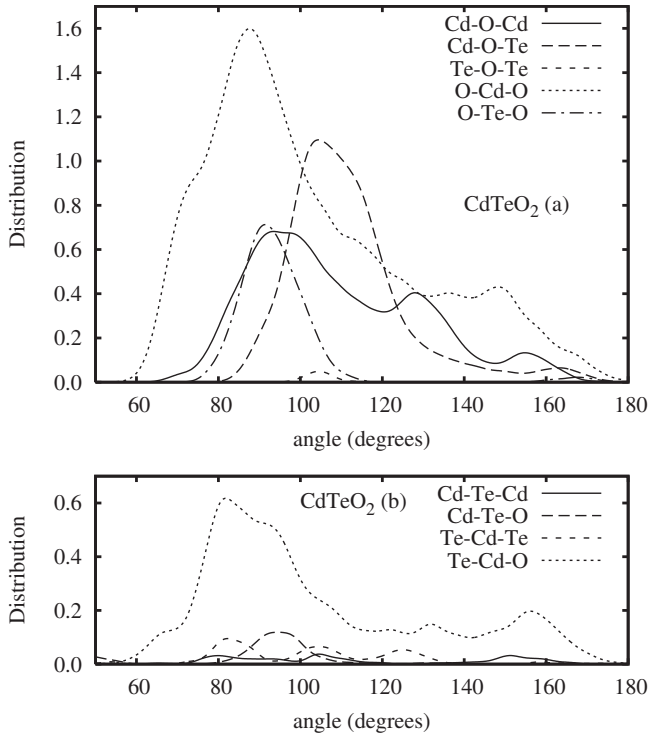 1.6
1.4
1.2
1.0
0.8
0.6
0.4
0.2
0.0
Distribution
Cd-O-Cd
Cd-O-Te
Te-O-Te
O-Cd-O
O-Te-O
CdTeO₂ (a)
60 80 100 120 140 160 180
angle (degrees)
0.6
0.4
0.2
0.0
Distribution
CdTeO₂ (b)
Cd-Te-Cd
Cd-Te-O
Te-Cd-Te
Te-Cd-O
60 80 100 120 140 160 180
angle (degrees)